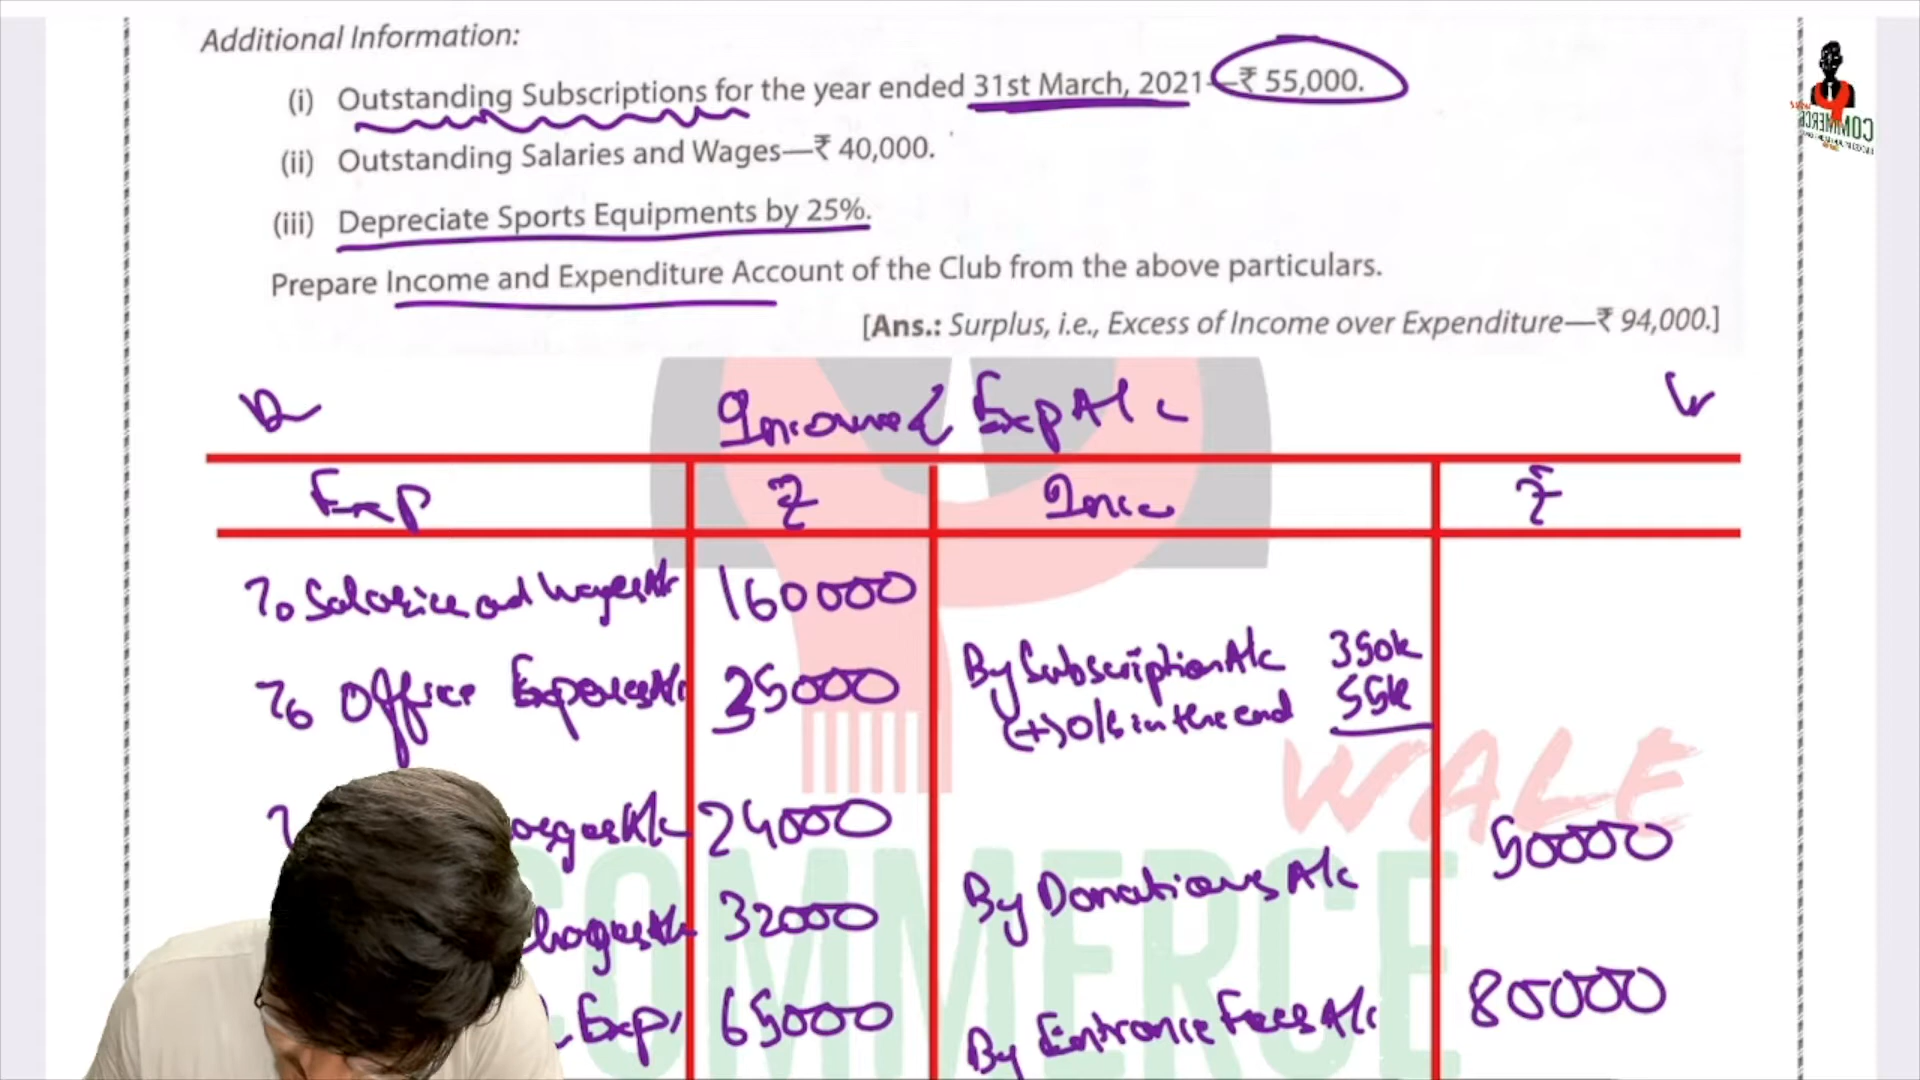 Additional Information:
(i) Outstanding Subscriptions for the year ended 31st March, 2021—₹ 55,000.
(ii) Outstanding Salaries and Wages—₹ 40,000.
(iii) Depreciate Sports Equipments by 25%.
Prepare Income and Expenditure Account of the Club from the above particulars.
[Ans.: Surplus, i.e., Excess of Income over Expenditure—₹ 94,000.]
Dr Income & Exp A/c Cr
Exp ₹ Inc ₹
To Salaries and Wages A/c 160000
By Subscription A/c 350k
To Office Expenses A/c 35000
(+) O/S in the end 55k
WALE
24000
50000
By Donations A/c
32000
COMMERCE
80000
Exp. 65000
By Entrance Fees A/c